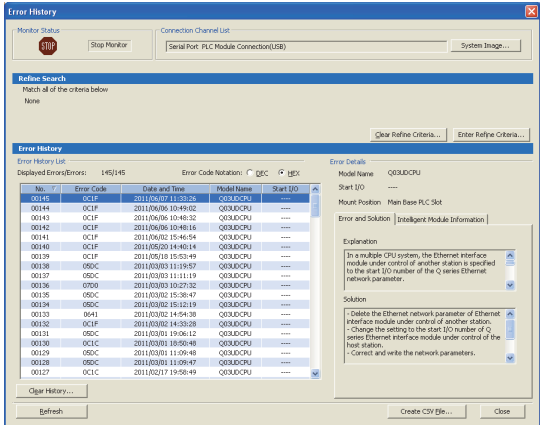 Error History
Monitor Status
STOP
Stop Monitor
Connection Channel List
Serial Port PLC Module Connection(USB)
System Image...
Refine Search
Match all of the criteria below
None
Clear Refine Criteria...
Enter Refine Criteria...
Error History
Error History List
Displayed Errors/Errors: 145/145
Error Code Notation: DEC HEX
No. Error Code Date and Time Model Name Start I/O
00145 0C1F 2011/06/07 11:33:26 Q03UDCPU ----
00144 0C1F 2011/06/06 10:49:02 Q03UDCPU ----
00143 0C1F 2011/06/06 10:48:32 Q03UDCPU ----
00142 0C1F 2011/06/06 10:48:16 Q03UDCPU ----
00141 0C1F 2011/06/02 15:46:54 Q03UDCPU ----
00140 0C1F 2011/05/20 14:40:14 Q03UDCPU ----
00139 0C1F 2011/05/18 15:53:49 Q03UDCPU ----
00138 05DC 2011/03/03 11:19:57 Q03UDCPU ----
00137 05DC 2011/03/03 11:11:19 Q03UDCPU ----
00136 07D0 2011/03/03 10:27:32 Q03UDCPU ----
00135 05DC 2011/03/02 15:38:47 Q03UDCPU ----
00134 05DC 2011/03/02 15:12:19 Q03UDCPU ----
00133 0641 2011/03/02 14:54:38 Q03UDCPU ----
00132 0C1F 2011/03/02 14:33:28 Q03UDCPU ----
00131 05DC 2011/03/01 19:06:12 Q03UDCPU ----
00130 0C1C 2011/03/01 18:50:48 Q03UDCPU ----
00129 05DC 2011/03/01 11:09:48 Q03UDCPU ----
00128 05DC 2011/03/01 11:09:47 Q03UDCPU ----
00127 0C1C 2011/02/17 19:58:49 Q03UDCPU ----
Error Details
Model Name Q03UDCPU
Start I/O ----
Mount Position Main Base PLC Slot
Error and Solution
Intelligent Module Information
Explanation
In a multiple CPU system, the Ethernet interface
module under control of another station is specified
to the start I/O number of the Q series Ethernet
network parameter.
Solution
- Delete the Ethernet network parameter of Ethernet
interface module under control of another station.
- Change the setting to the start I/O number of Q
series Ethernet interface module under control of the
host station.
- Correct and write the network parameters.
Clear History...
Refresh
Create CSV File...
Close